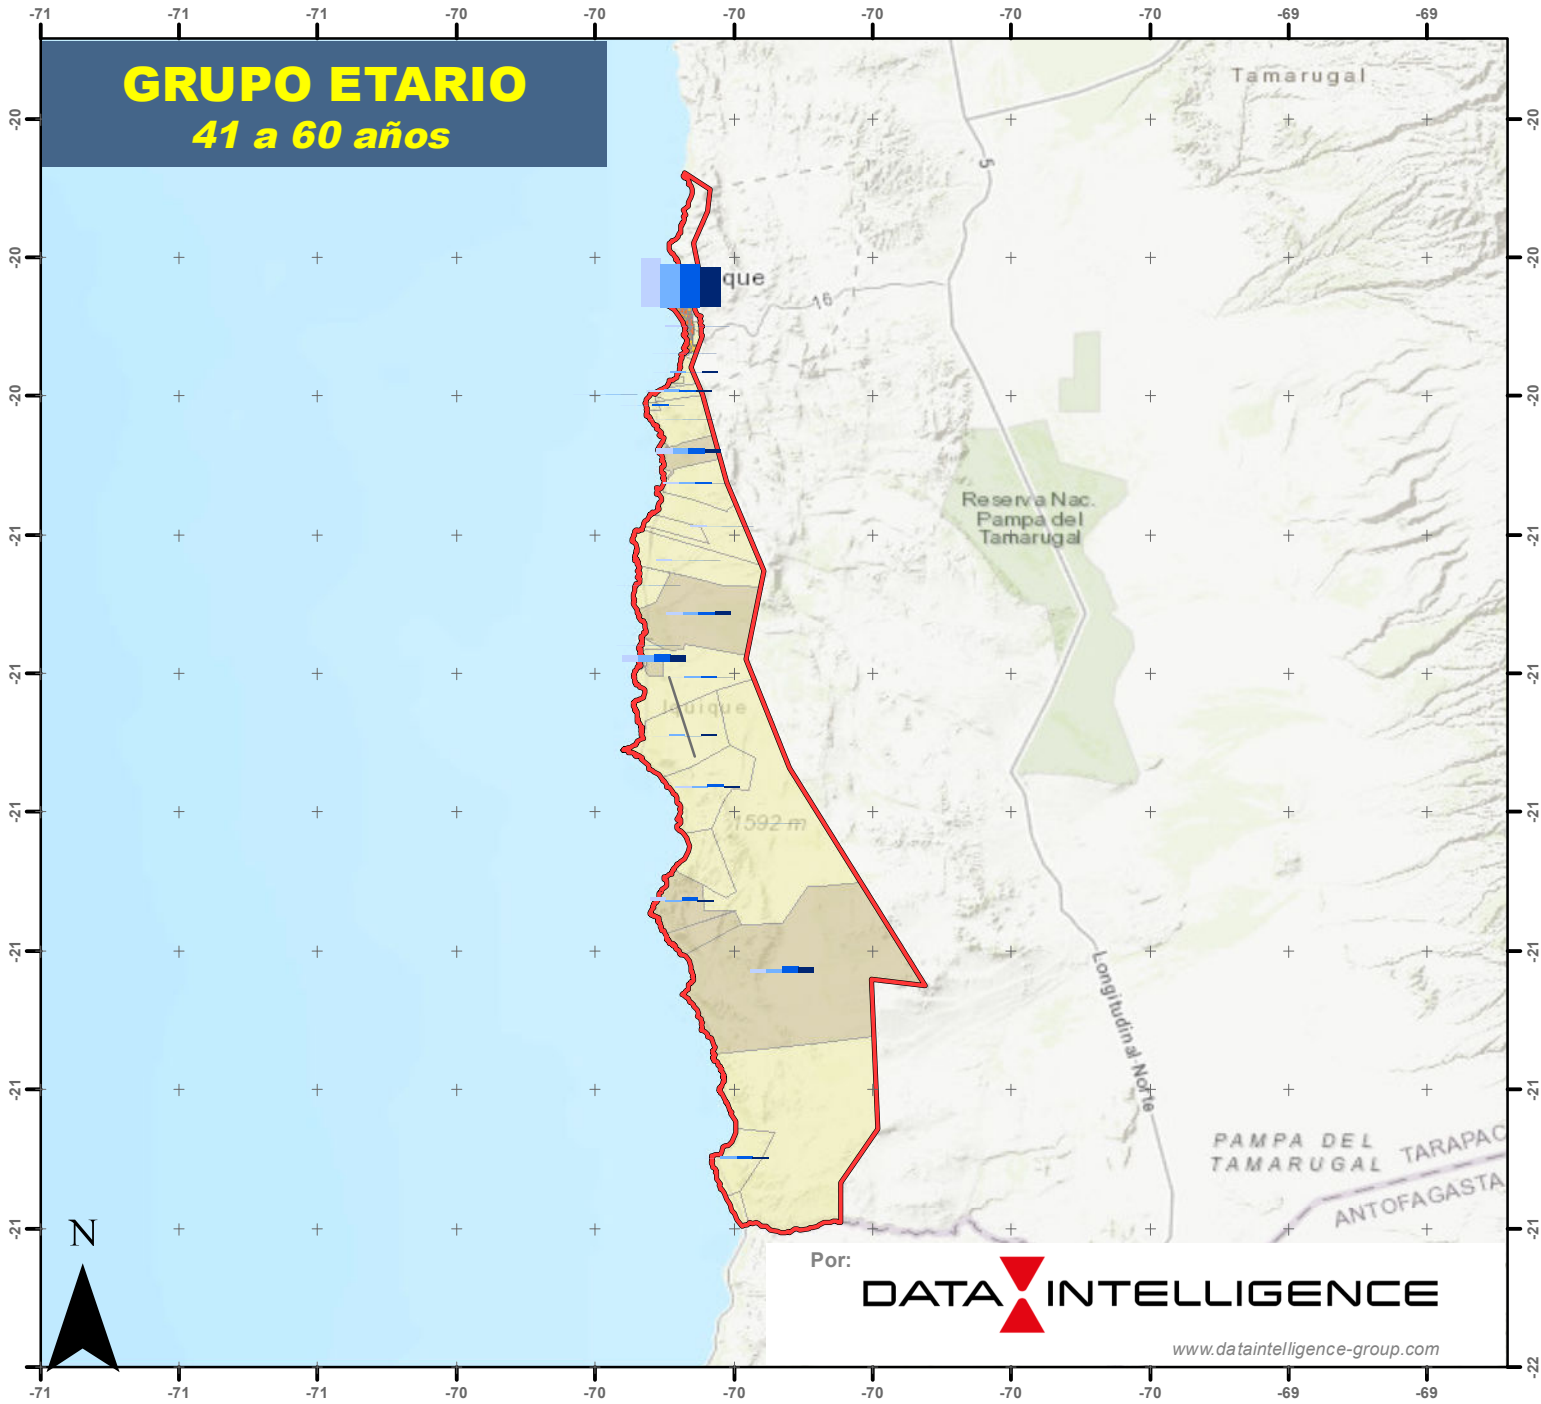 -71 -71 -71 -70 -70 -70 -70 -70 -70 -69 -69
GRUPO ETARIO
41 a 60 años
Tamarugal
5
que
16
Reserva Nac.
Pampa del
Tamarugal
Iquique
1592 m
Longitudinal Norte
PAMPA DEL
TAMARUGAL
TARAPAC
ANTOFAGASTA
N
Por:
DATA INTELLIGENCE
www.dataintelligence-group.com
-20 -20 -20 -21 -21 -21 -21 -21 -21
-20 -20 -20 -21 -21 -21 -21 -21 -21 -22
-71 -71 -71 -70 -70 -70 -70 -70 -70 -69 -69